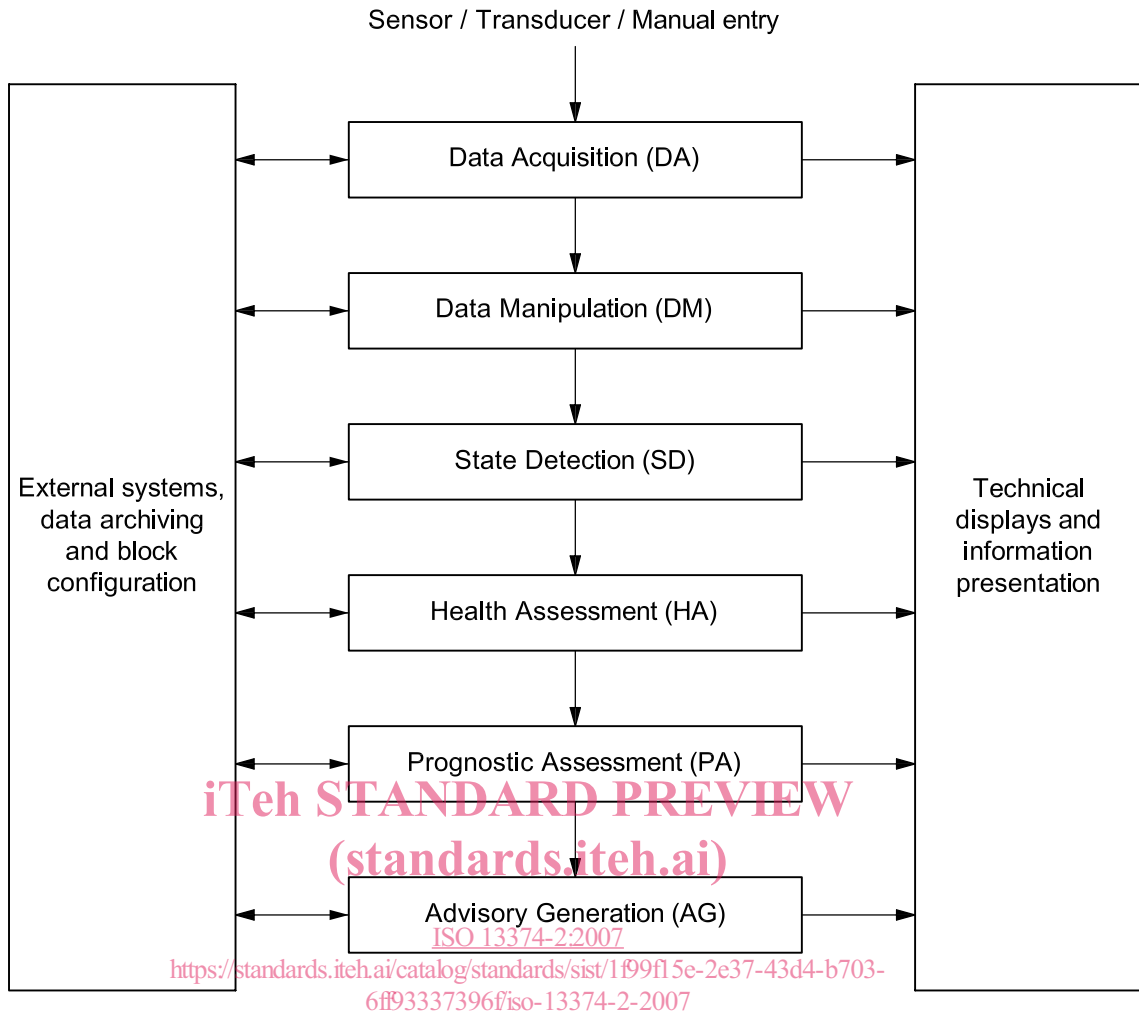 Sensor / Transducer / Manual entry
Data Acquisition (DA)
Data Manipulation (DM)
State Detection (SD)
External systems,
data archiving
and block
configuration
Technical
displays and
information
presentation
Health Assessment (HA)
Prognostic Assessment (PA)
iTeh STANDARD PREVIEW
(standards.iteh.ai)
Advisory Generation (AG)
ISO 13374-2:2007
https://standards.iteh.ai/catalog/standards/sist/1f99f15e-2e37-43d4-b703-
6ff93337396f/iso-13374-2-2007